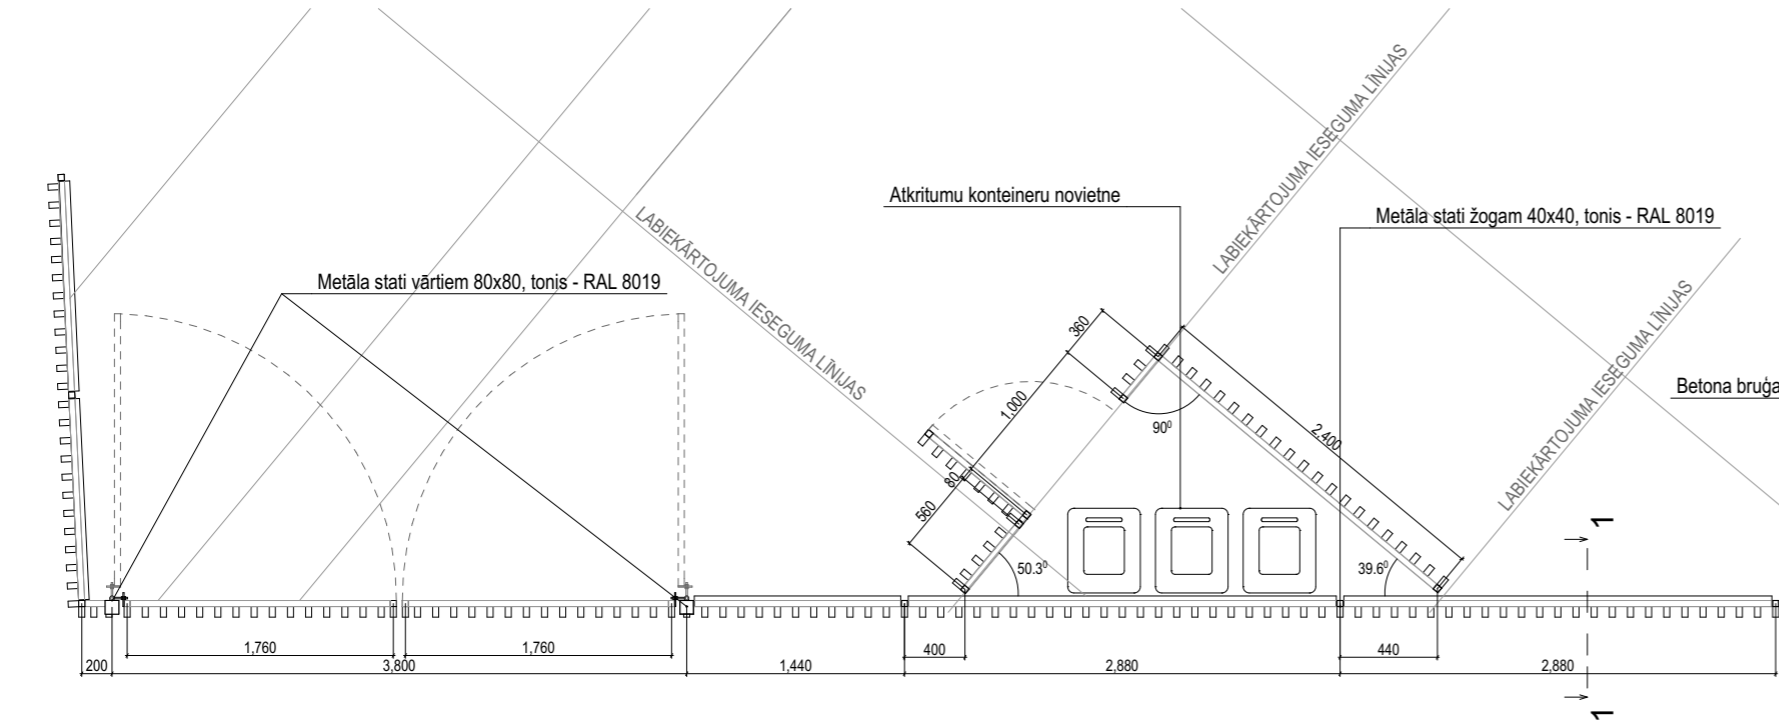 LABIEKĀRTOJUMA IESEGUMA LĪNIJAS
Atkritumu konteineru novietne
Metāla stati žogam 40x40, tonis - RAL 8019
LABIEKĀRTOJUMA IESEGUMA LĪNIJAS
Metāla stati vārtiem 80x80, tonis - RAL 8019
LABIEKĀRTOJUMA IESEGUMA LĪNIJAS
360
Betona bruģa
1,000
90⁰
2,400
80
560
1
50.3⁰
39.6⁰
1,760
1,760
400
440
200
3,800
1,440
2,880
2,880
1